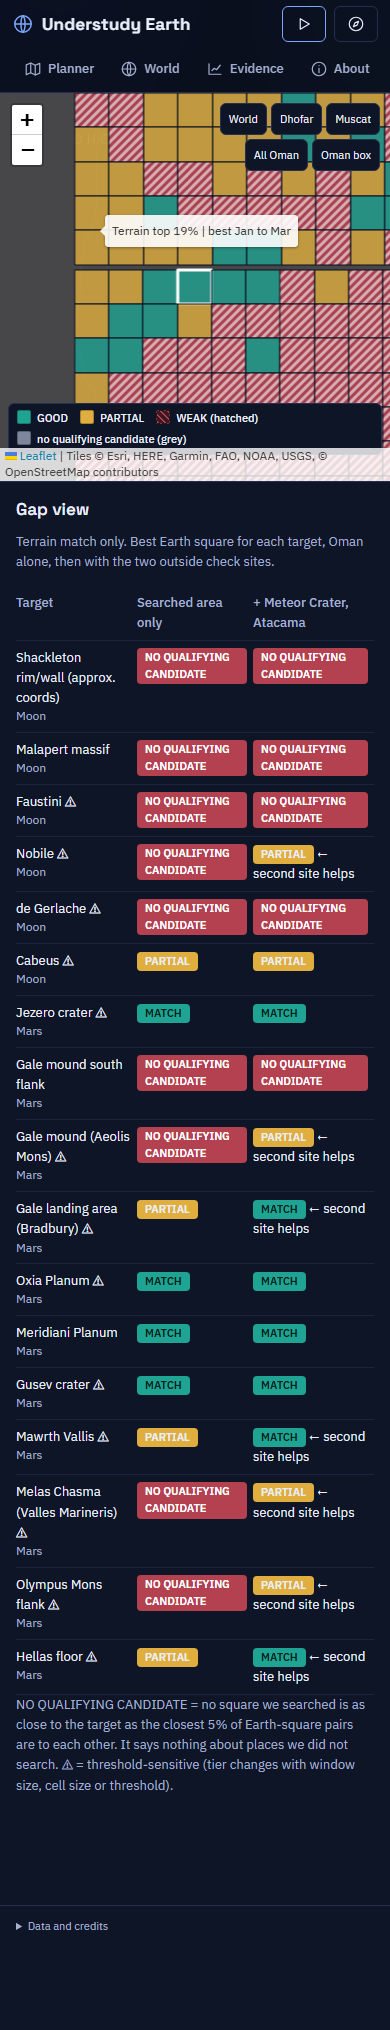 Understudy Earth
Planner World Evidence About
+
−
World Dhofar Muscat
All Oman Oman box
Terrain top 19% | best Jan to Mar
GOOD PARTIAL WEAK (hatched)
no qualifying candidate (grey)
Leaflet | Tiles © Esri, HERE, Garmin, FAO, NOAA, USGS, ©
OpenStreetMap contributors
Gap view
Terrain match only. Best Earth square for each target, Oman
alone, then with the two outside check sites.
Target Searched area only + Meteor Crater, Atacama
Shackleton rim/wall (approx. coords) Moon NO QUALIFYING CANDIDATE NO QUALIFYING CANDIDATE
Malapert massif Moon NO QUALIFYING CANDIDATE NO QUALIFYING CANDIDATE
Faustini ⚠ Moon NO QUALIFYING CANDIDATE NO QUALIFYING CANDIDATE
Nobile ⚠ Moon NO QUALIFYING CANDIDATE PARTIAL ← second site helps
de Gerlache ⚠ Moon NO QUALIFYING CANDIDATE NO QUALIFYING CANDIDATE
Cabeus ⚠ Moon PARTIAL PARTIAL
Jezero crater ⚠ Mars MATCH MATCH
Gale mound south flank Mars NO QUALIFYING CANDIDATE NO QUALIFYING CANDIDATE
Gale mound (Aeolis Mons) ⚠ Mars NO QUALIFYING CANDIDATE PARTIAL ← second site helps
Gale landing area (Bradbury) ⚠ Mars PARTIAL MATCH ← second site helps
Oxia Planum ⚠ Mars MATCH MATCH
Meridiani Planum Mars MATCH MATCH
Gusev crater ⚠ Mars MATCH MATCH
Mawrth Vallis ⚠ Mars PARTIAL MATCH ← second site helps
Melas Chasma (Valles Marineris) ⚠ Mars NO QUALIFYING CANDIDATE PARTIAL ← second site helps
Olympus Mons flank ⚠ Mars NO QUALIFYING CANDIDATE PARTIAL ← second site helps
Hellas floor ⚠ Mars PARTIAL MATCH ← second site helps
NO QUALIFYING CANDIDATE = no square we searched is as
close to the target as the closest 5% of Earth-square pairs
are to each other. It says nothing about places we did not
search. ⚠ = threshold-sensitive (tier changes with window
size, cell size or threshold).
Data and credits